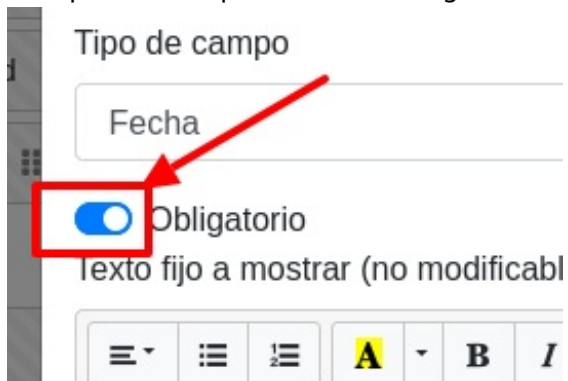 Tipo de campo
Fecha
Obligatorio
Texto fijo a mostrar (no modificabl
A B I